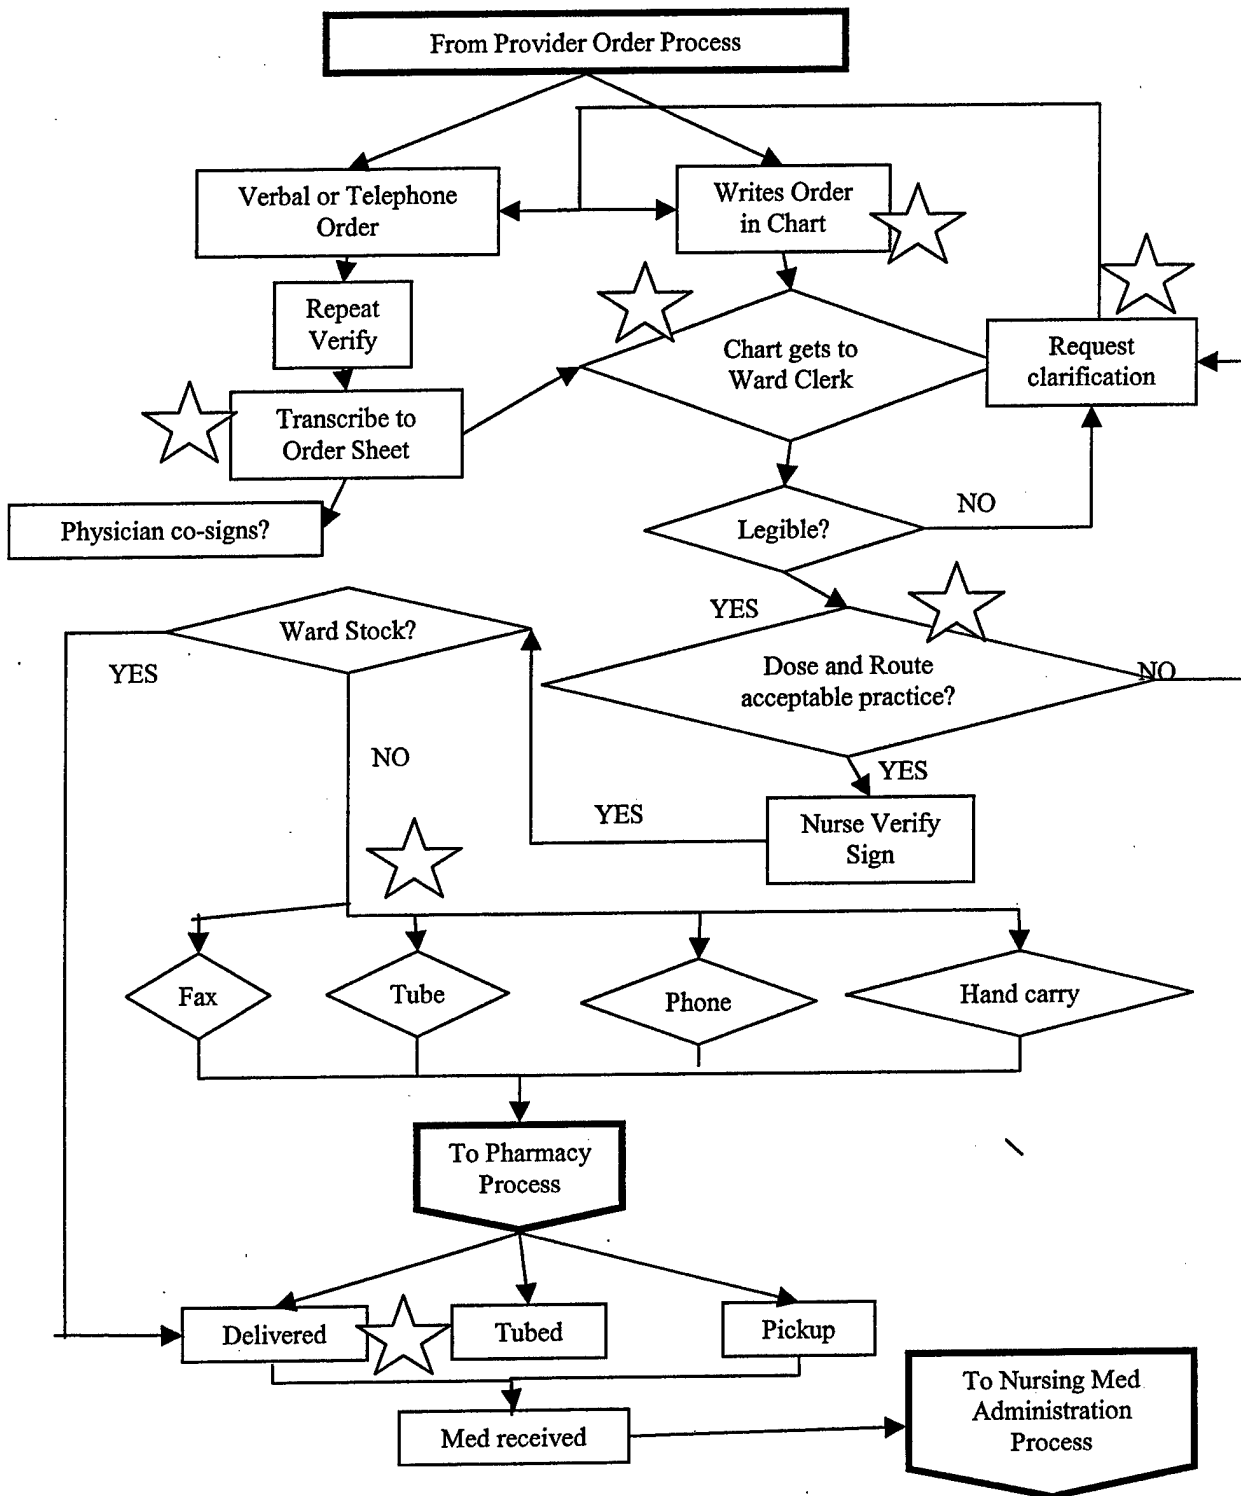 From Provider Order Process
Verbal or Telephone
Order
Writes Order
in Chart
Repeat
Verify
Chart gets to
Ward Clerk
Request
clarification
Transcribe to
Order Sheet
Physician co-signs?
Legible?
NO
YES
Ward Stock?
YES
Dose and Route
acceptable practice?
NO
NO
YES
YES
Nurse Verify
Sign
Fax
Tube
Phone
Hand carry
To Pharmacy
Process
Delivered
Tubed
Pickup
To Nursing Med
Administration
Process
Med received